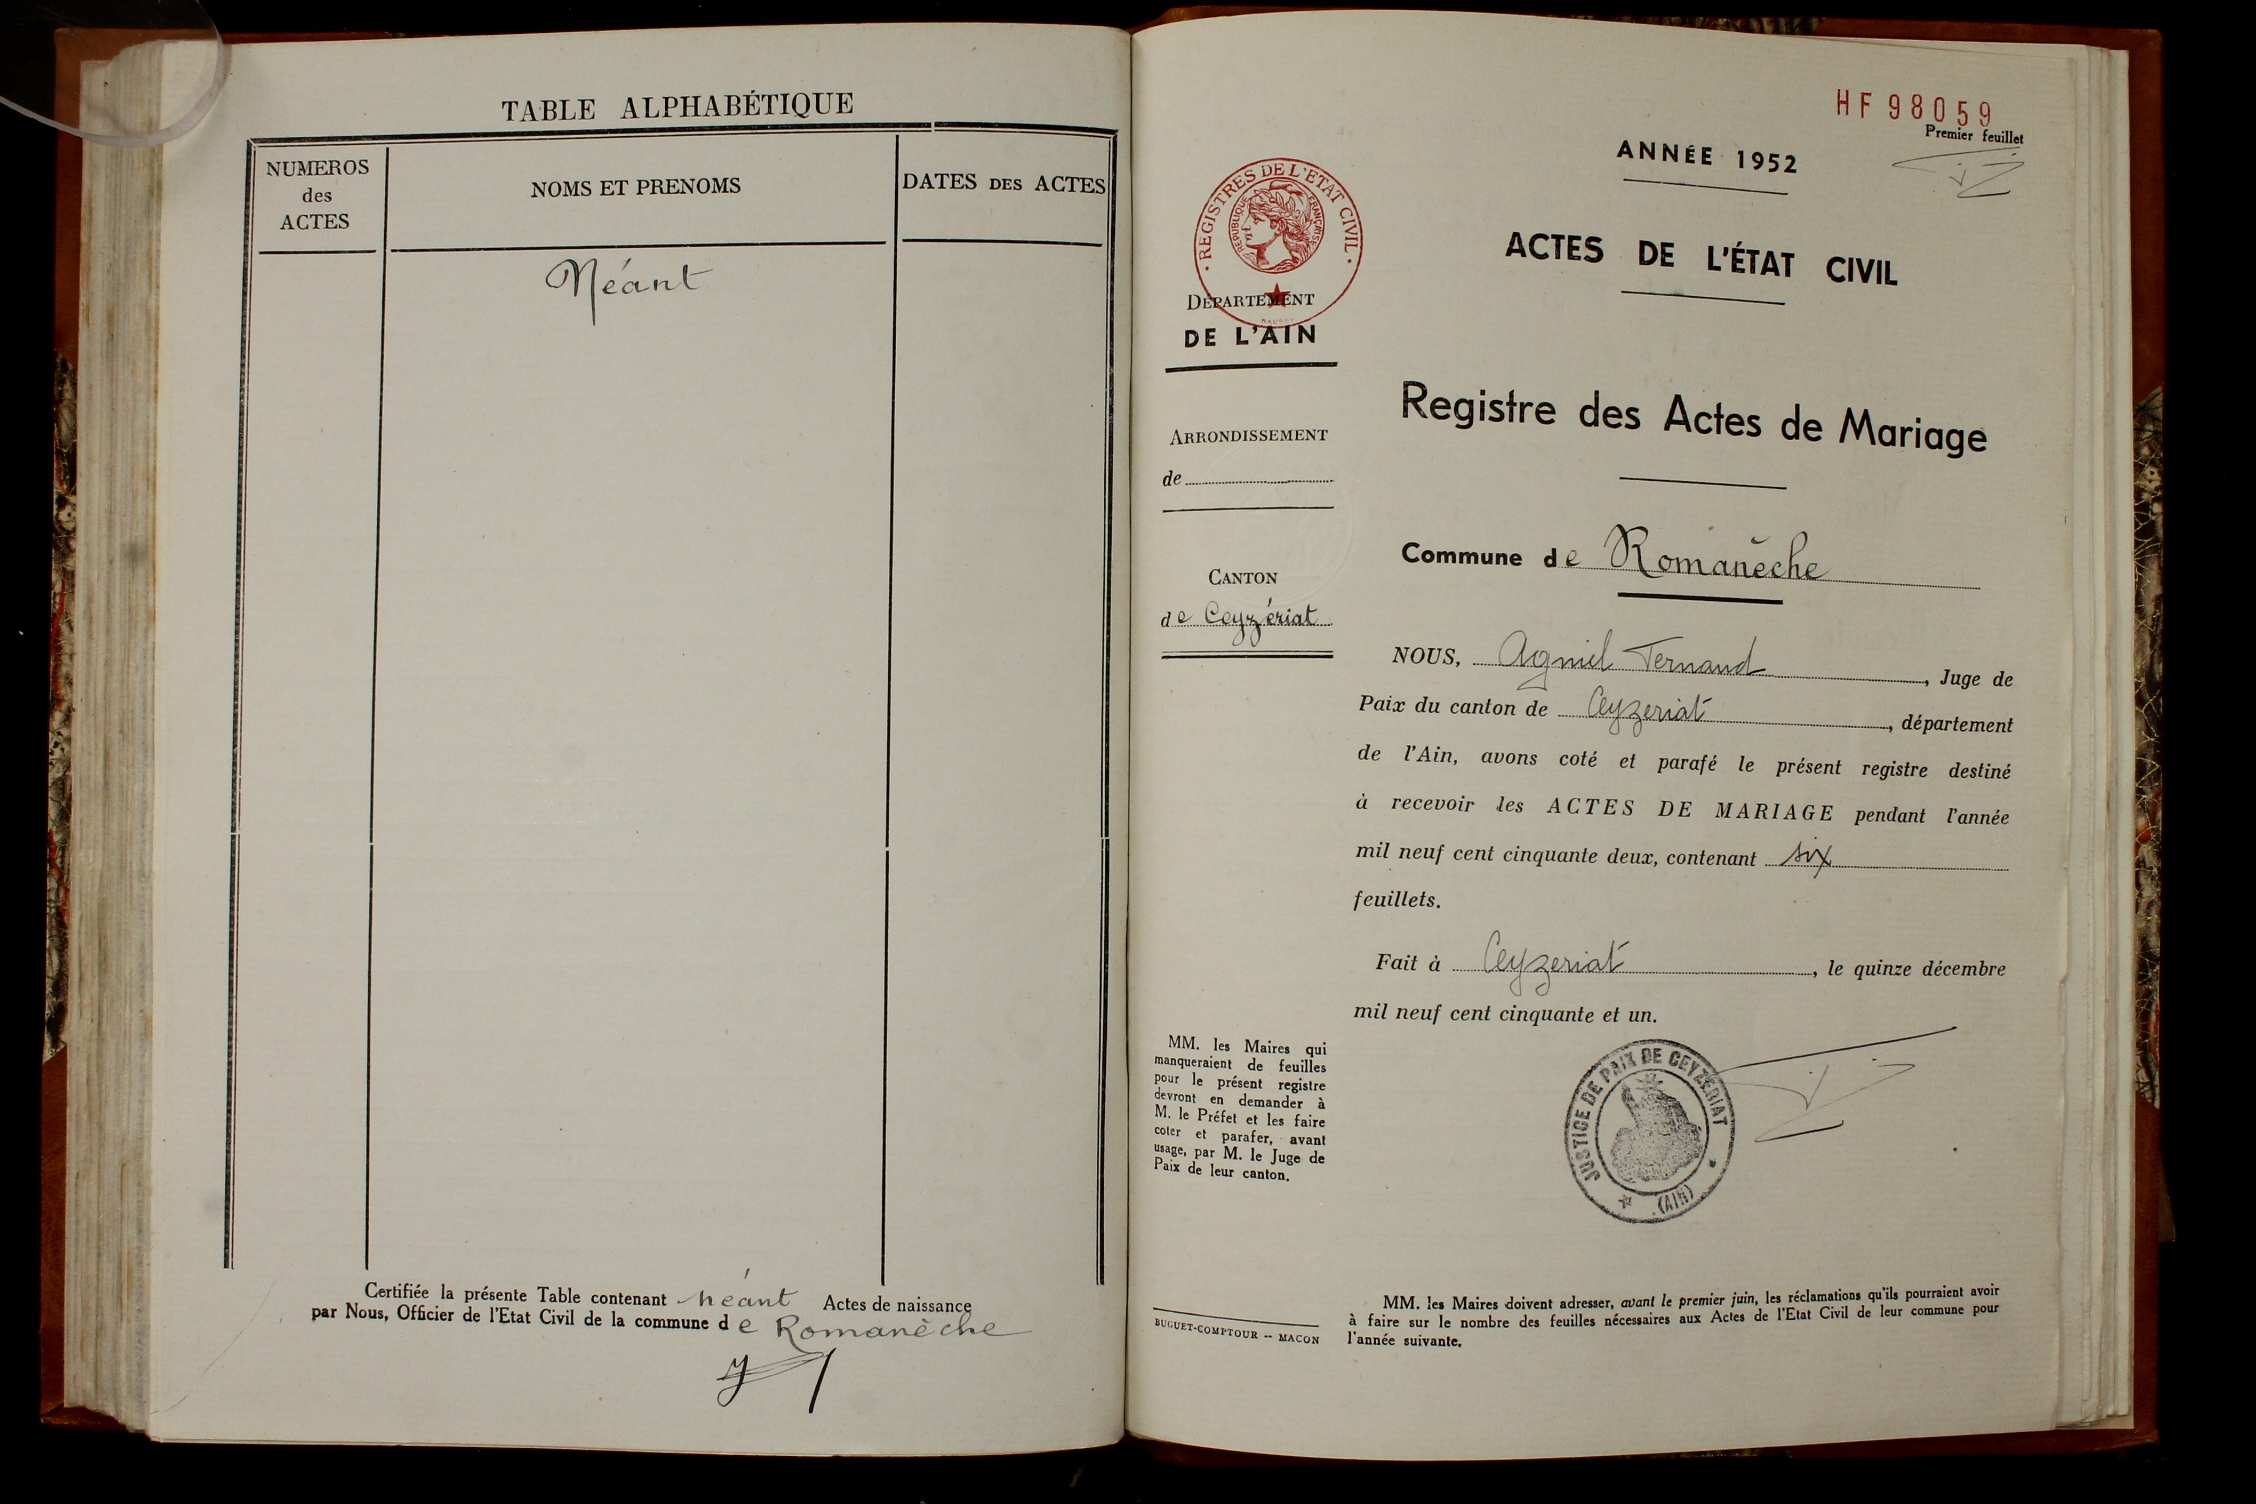 TABLE ALPHABÉTIQUE
NUMEROS
des
ACTES
NOMS ET PRENOMS
DATES DES ACTES
Néant
Certifiée la présente Table contenant néant Actes de naissance
par Nous, Officier de l'Etat Civil de la commune de Romanèche
HF 98059
Premier feuillet
ANNÉE 1952
REGISTRES DE L'ETAT CIVIL
REPUBLIQUE FRANÇAISE
ACTES DE L'ÉTAT CIVIL
DÉPARTEMENT
DE L'AIN
Registre des Actes de Mariage
ARRONDISSEMENT
de
Commune de Romanèche
CANTON
de Ceyzériat
NOUS, Agniel Fernand, Juge de
Paix du canton de Ceyzeriat, département
de l'Ain, avons coté et parafé le présent registre destiné
à recevoir les ACTES DE MARIAGE pendant l'année
mil neuf cent cinquante deux, contenant six
feuillets.
Fait à Ceyzeriat, le quinze décembre
mil neuf cent cinquante et un.
JUSTICE DE PAIX DE CEYZÉRIAT
(AIN)
MM. les Maires qui
manqueraient de feuilles
pour le présent registre
devront en demander à
M. le Préfet et les faire
coter et parafer, avant
usage, par M. le Juge de
Paix de leur canton.
BUGUET-COMPTOUR -- MACON
MM. les Maires doivent adresser, avant le premier juin, les réclamations qu'ils pourraient avoir
à faire sur le nombre des feuilles nécessaires aux Actes de l'Etat Civil de leur commune pour
l'année suivante.